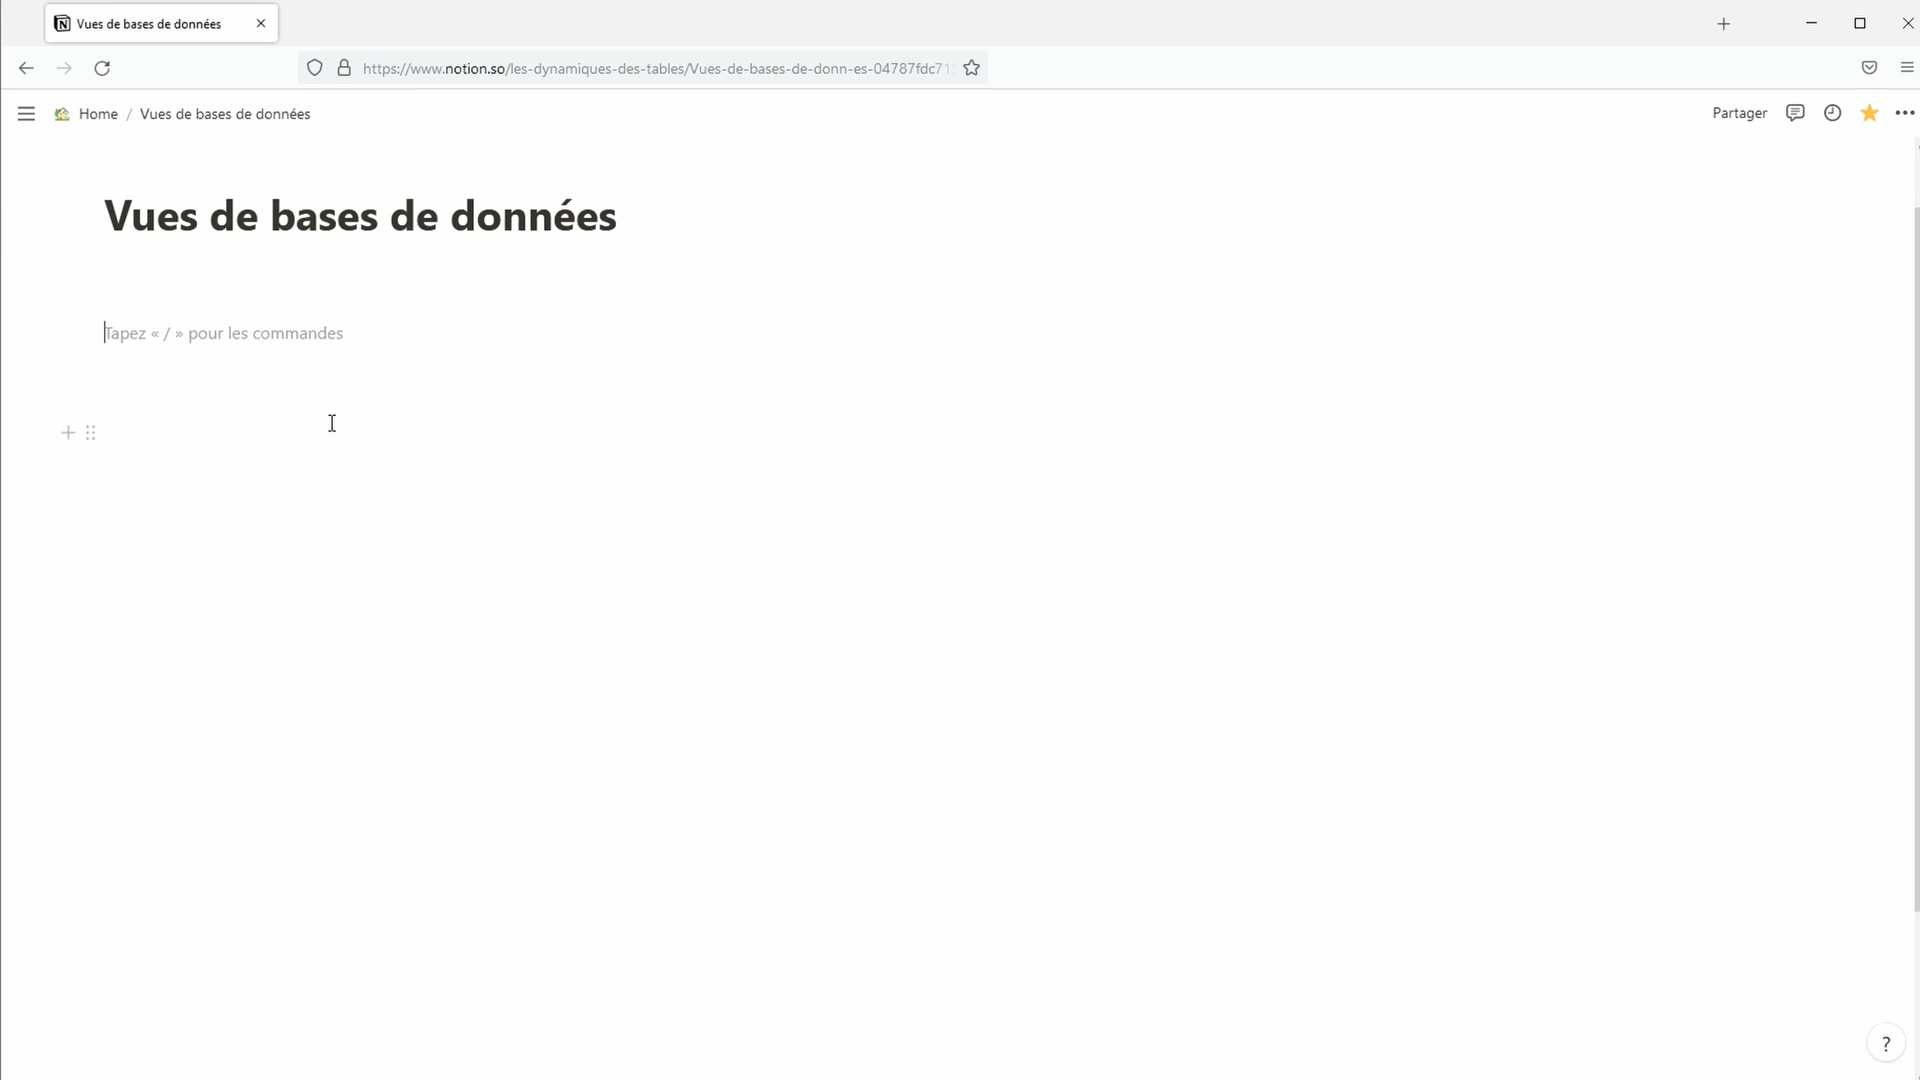 Vues de bases de données
https://www.notion.so/les-dynamiques-des-tables/Vues-de-bases-de-donn-es-04787fdc71
Home / Vues de bases de données
Partager
Vues de bases de données
Tapez « / » pour les commandes
?